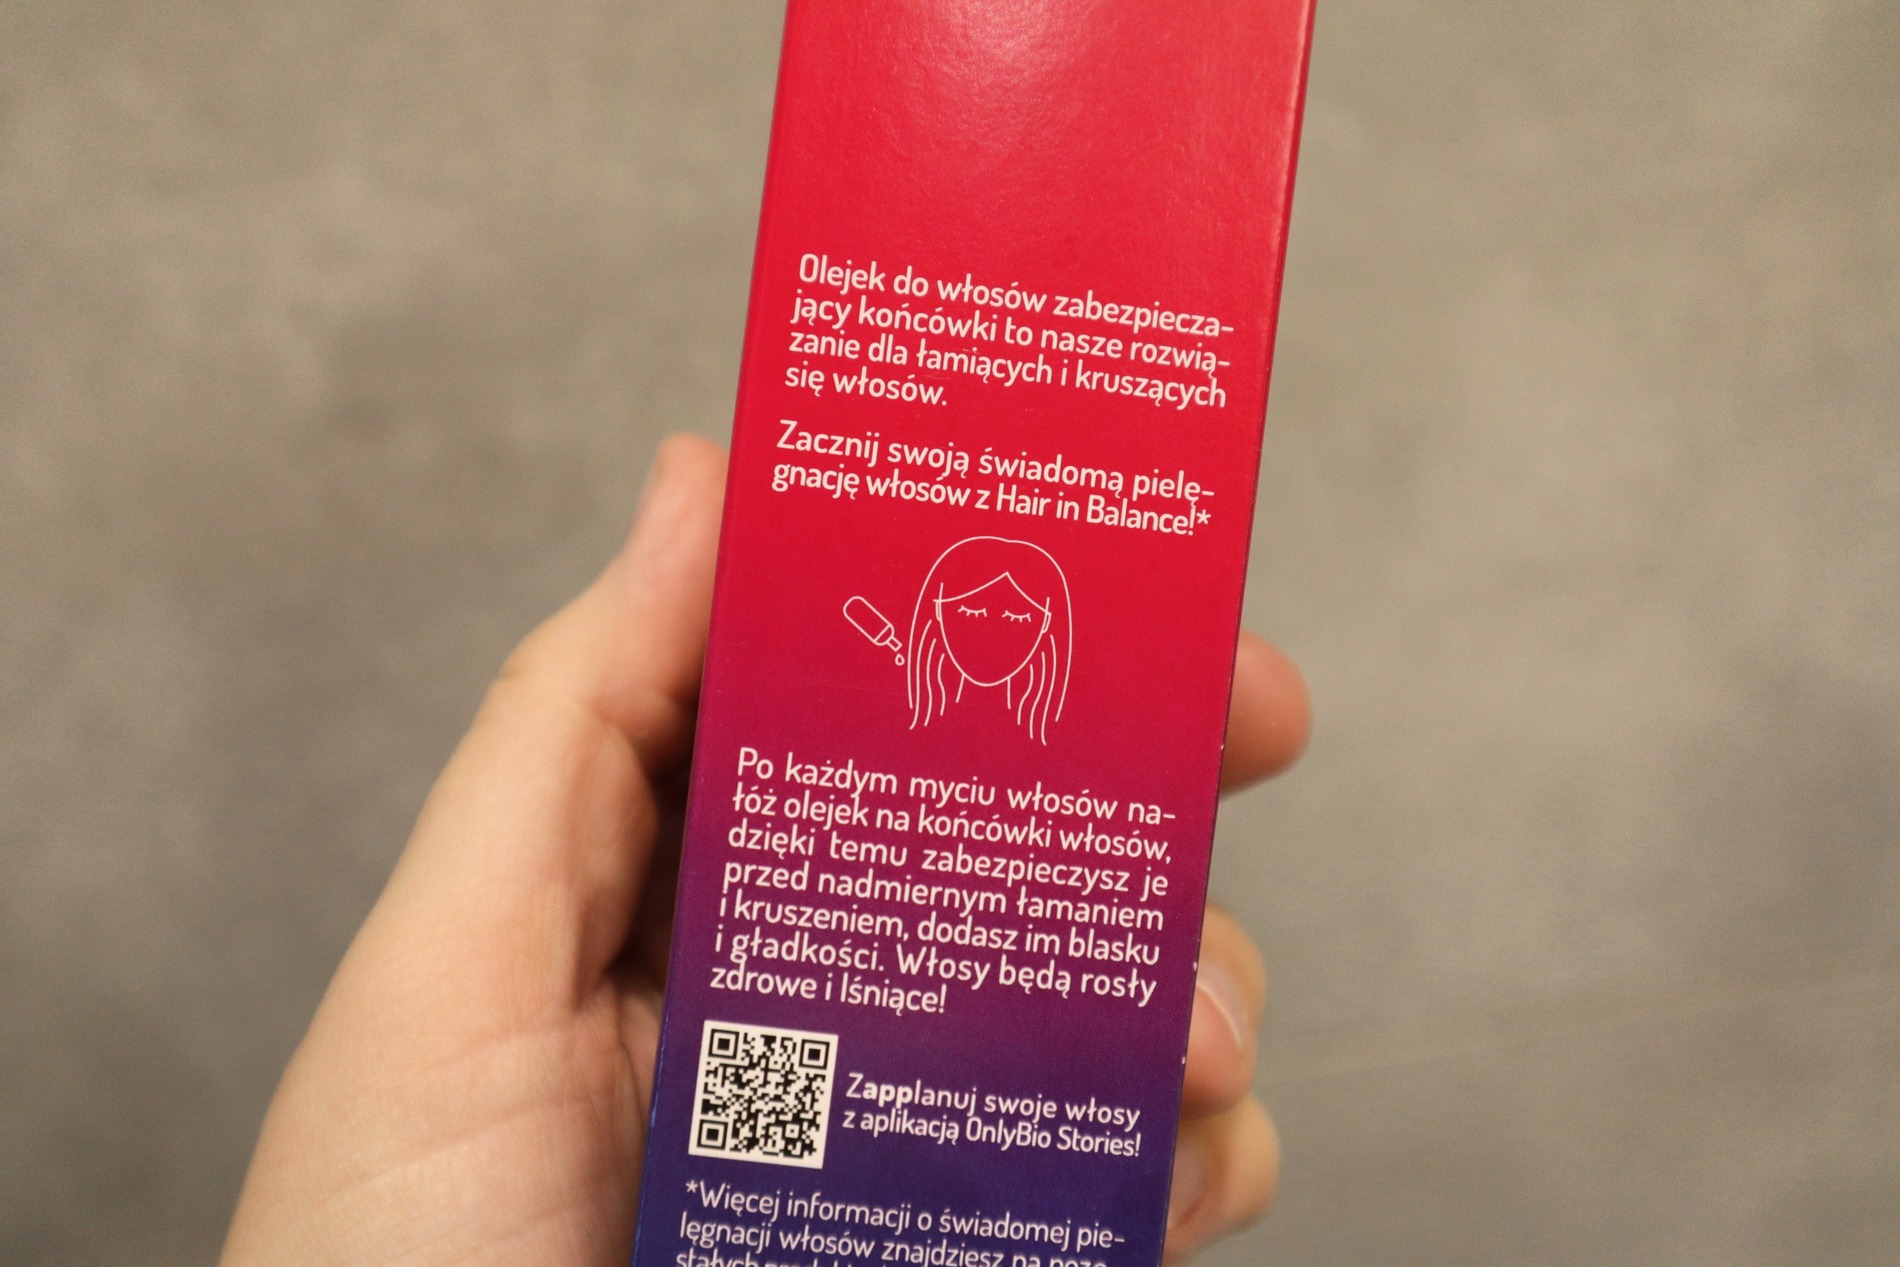 Olejek do włosów zabezpiecza-
jący końcówki to nasze rozwią-
zanie dla łamiących i kruszących
się włosów.
Zacznij swoją świadomą pielę-
gnację włosów z Hair in Balance!*
Po każdym myciu włosów na-
łóż olejek na końcówki włosów,
dzięki temu zabezpieczysz je
przed nadmiernym łamaniem
i kruszeniem, dodasz im blasku
i gładkości. Włosy będą rosły
zdrowe i lśniące!
Zapplanuj swoje włosy
z aplikacją OnlyBio Stories!
*Więcej informacji o świadomej pie-
lęgnacji włosów znajdziesz na pozo-